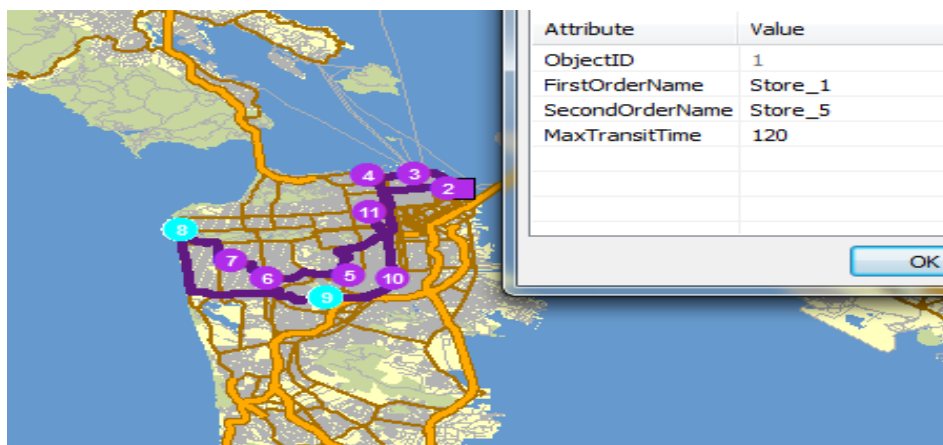 Attribute Value
ObjectID 1
FirstOrderName Store_1
SecondOrderName Store_5
MaxTransitTime 120
OK
4
3
2
11
8
7
6
5
10
9